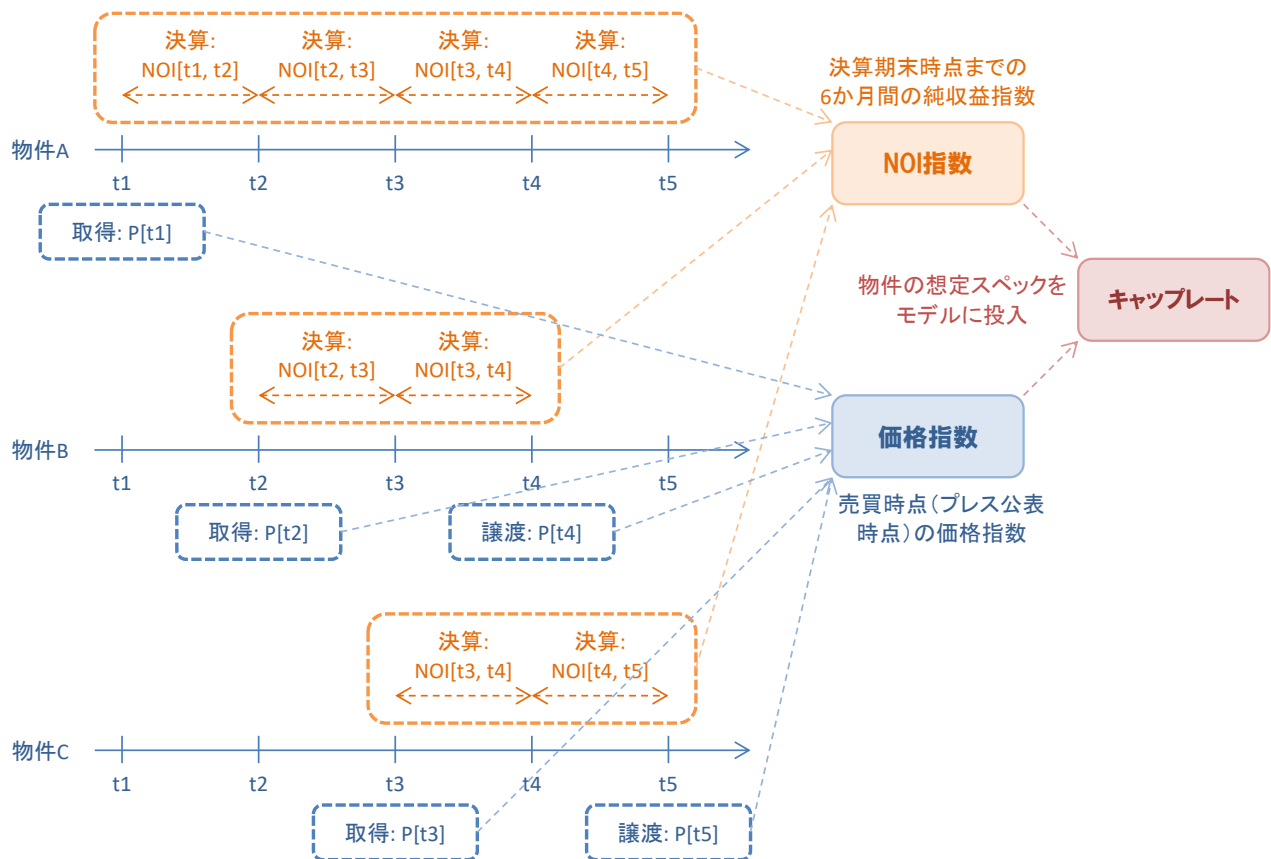 決算:
NOI[t1, t2]
決算:
NOI[t2, t3]
決算:
NOI[t3, t4]
決算:
NOI[t4, t5]
決算期末時点までの
6か月間の純収益指数
物件A
t1
t2
t3
t4
t5
NOI指数
取得: P[t1]
物件の想定スペックを
モデルに投入
キャップレート
決算:
NOI[t2, t3]
決算:
NOI[t3, t4]
物件B
t1
t2
t3
t4
t5
価格指数
取得: P[t2]
譲渡: P[t4]
売買時点(プレス公表
時点)の価格指数
決算:
NOI[t3, t4]
決算:
NOI[t4, t5]
物件C
t1
t2
t3
t4
t5
取得: P[t3]
譲渡: P[t5]